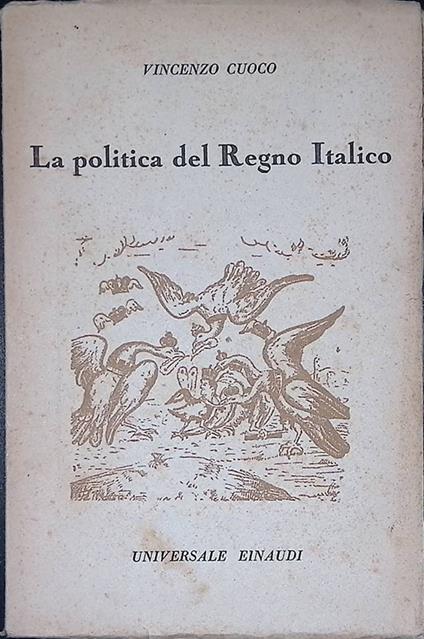 VINCENZO CUOCO
La politica del Regno Italico
UNIVERSALE EINAUDI